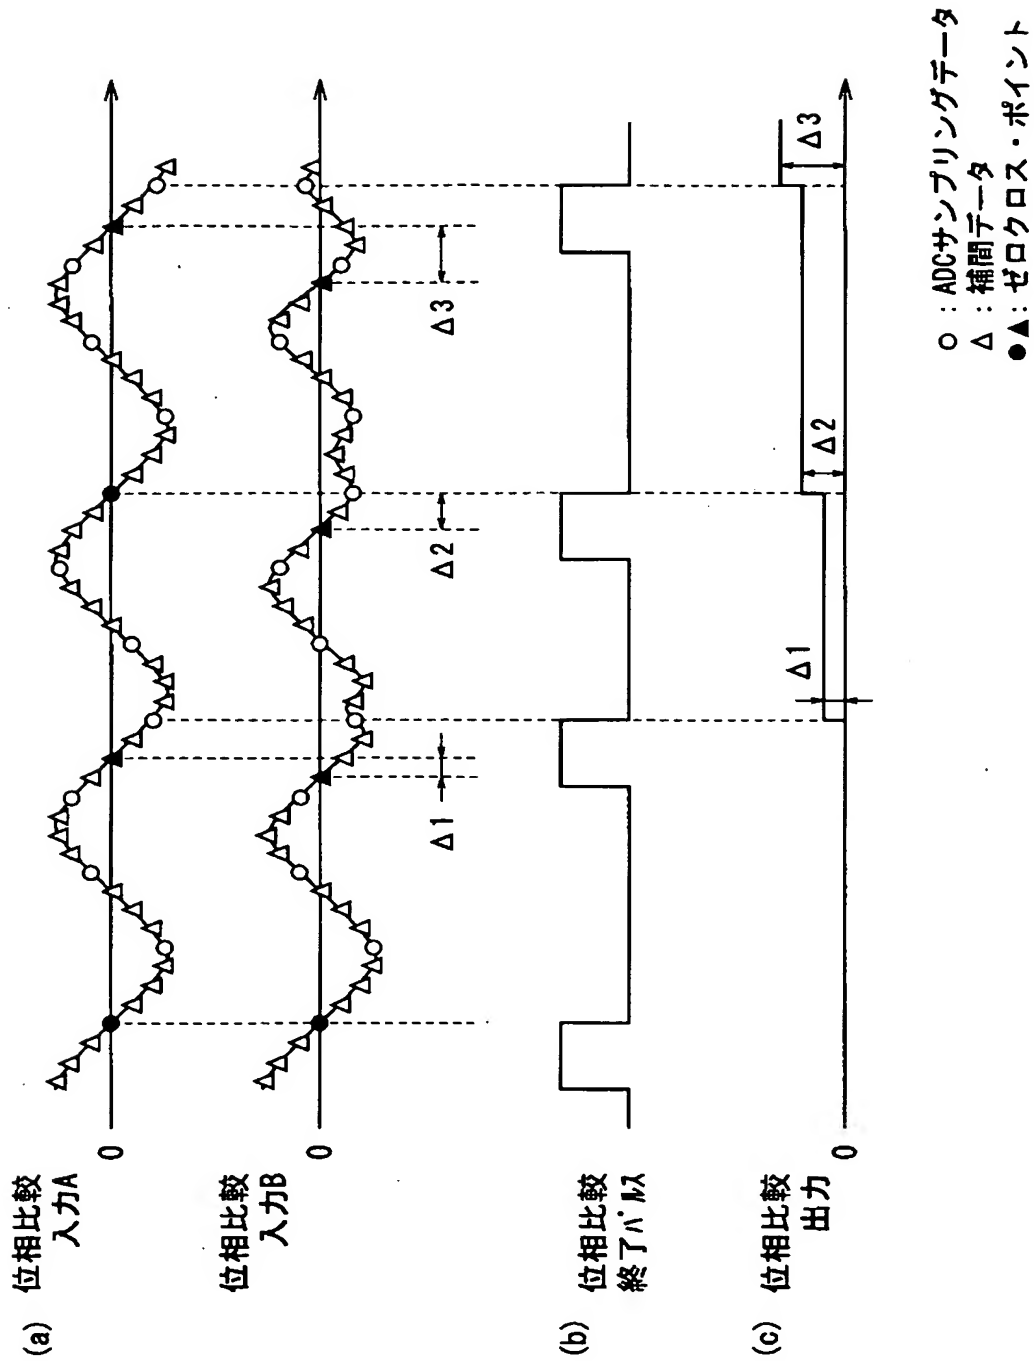 (a) 位相比較
入力A
0
位相比較
入力B
0
Δ1
Δ2
Δ3
(b) 位相比較
終了パルス
(c) 位相比較
出力
0
Δ1
Δ2
Δ3
○ : ADCサンプリングデータ
△ : 補間データ
●▲ : ゼロクロス・ポイント